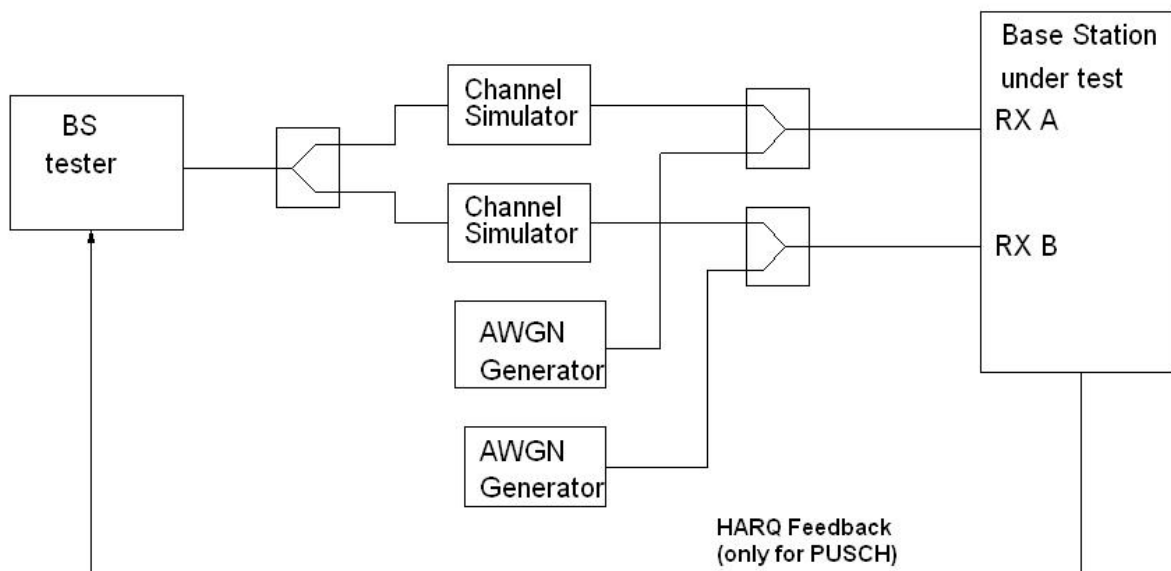 BS
tester
Channel
Simulator
Channel
Simulator
AWGN
Generator
AWGN
Generator
Base Station
under test
RX A
RX B
HARQ Feedback
(only for PUSCH)